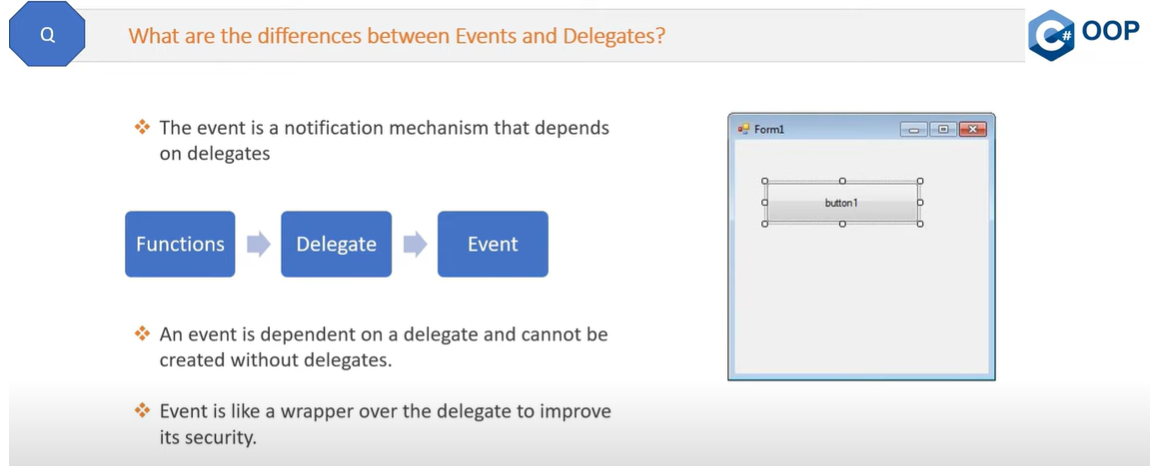 Q
What are the differences between Events and Delegates?
C# OOP
The event is a notification mechanism that depends
on delegates
Form1
button1
Functions
Delegate
Event
An event is dependent on a delegate and cannot be
created without delegates.
Event is like a wrapper over the delegate to improve
its security.